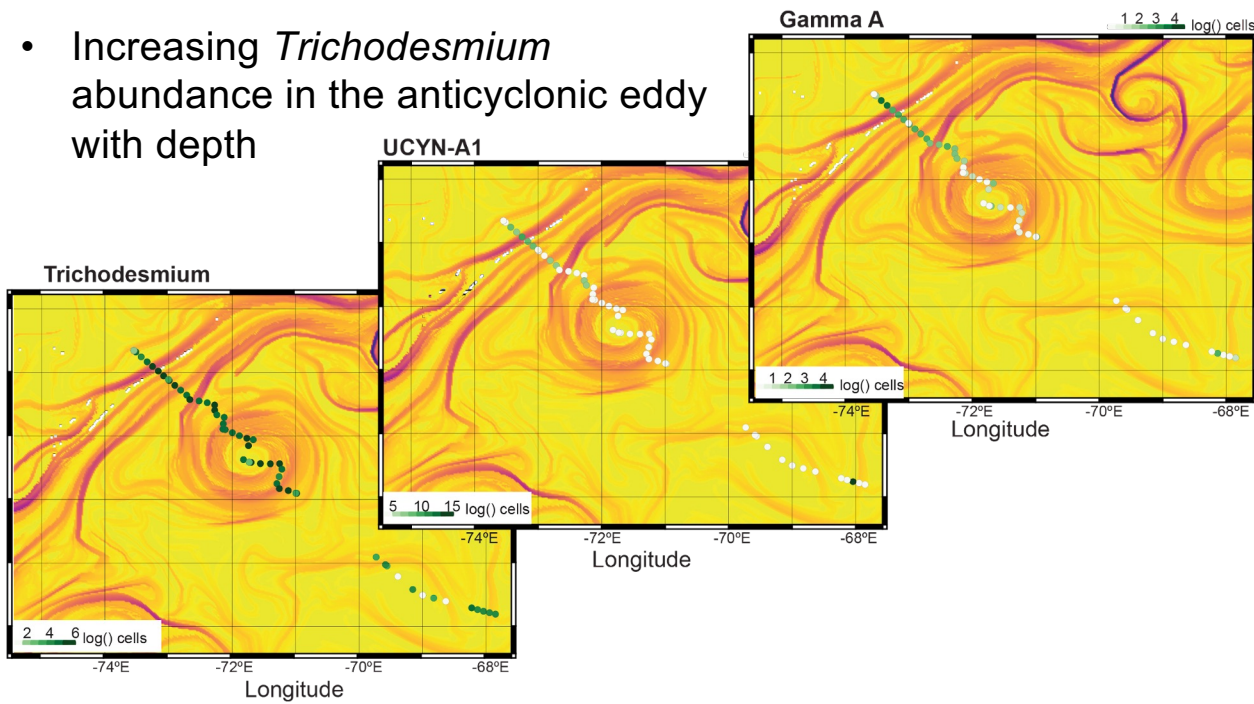 • Increasing Trichodesmium
abundance in the anticyclonic eddy
with depth
Trichodesmium
2 4 6 log() cells
-74ºE -72ºE -70ºE -68ºE
Longitude
UCYN-A1
5 10 15 log() cells
-74ºE -72ºE -70ºE -68ºE
Longitude
Gamma A
1 2 3 4 log() cells
1 2 3 4 log() cells
-74ºE -72ºE -70ºE -68ºE
Longitude